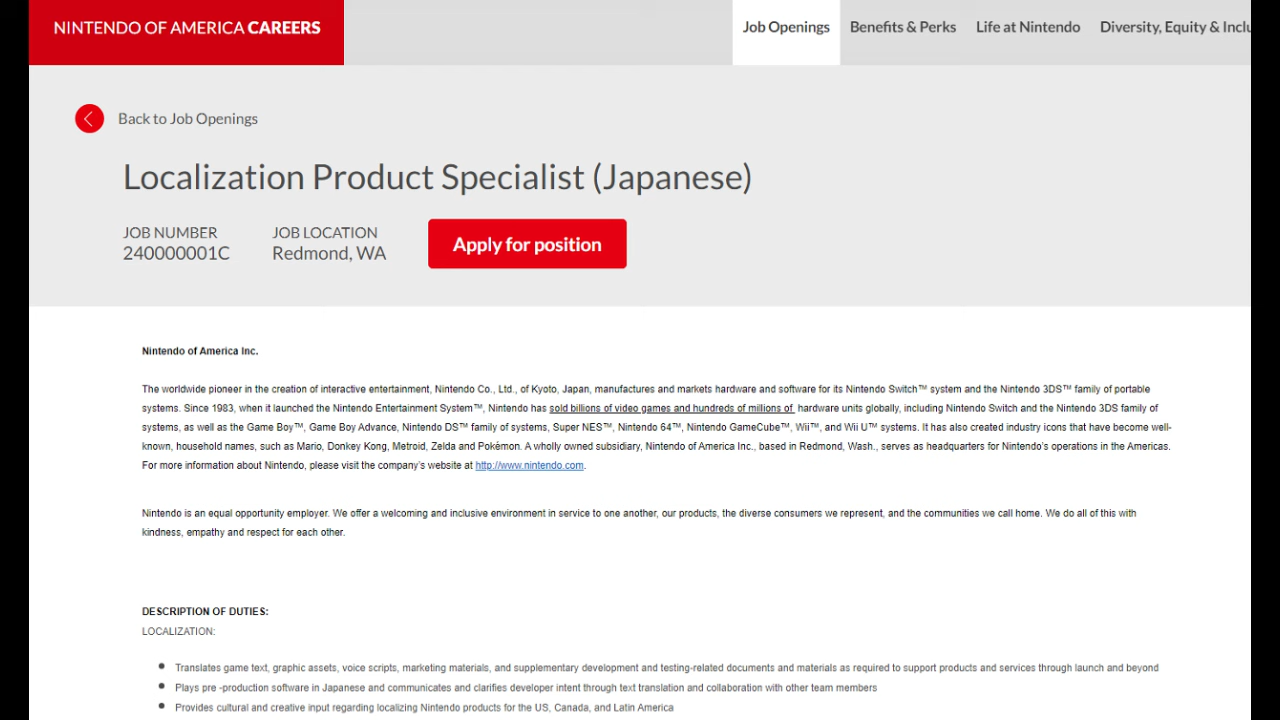 NINTENDO OF AMERICA CAREERS
Job Openings Benefits & Perks Life at Nintendo Diversity, Equity & Inclu
Back to Job Openings
Localization Product Specialist (Japanese)
JOB NUMBER JOB LOCATION
240000001C Redmond, WA
Apply for position
Nintendo of America Inc.
The worldwide pioneer in the creation of interactive entertainment, Nintendo Co., Ltd., of Kyoto, Japan, manufactures and markets hardware and software for its Nintendo Switch™ system and the Nintendo 3DS™ family of portable
systems. Since 1983, when it launched the Nintendo Entertainment System™, Nintendo has sold billions of video games and hundreds of millions of hardware units globally, including Nintendo Switch and the Nintendo 3DS family of
systems, as well as the Game Boy™, Game Boy Advance, Nintendo DS™ family of systems, Super NES™, Nintendo 64™, Nintendo GameCube™, Wii™, and Wii U™ systems. It has also created industry icons that have become well-
known, household names, such as Mario, Donkey Kong, Metroid, Zelda and Pokémon. A wholly owned subsidiary, Nintendo of America Inc., based in Redmond, Wash., serves as headquarters for Nintendo's operations in the Americas.
For more information about Nintendo, please visit the company's website at http://www.nintendo.com.
Nintendo is an equal opportunity employer. We offer a welcoming and inclusive environment in service to one another, our products, the diverse consumers we represent, and the communities we call home. We do all of this with
kindness, empathy and respect for each other.
DESCRIPTION OF DUTIES:
LOCALIZATION:
● Translates game text, graphic assets, voice scripts, marketing materials, and supplementary development and testing-related documents and materials as required to support products and services through launch and beyond
● Plays pre -production software in Japanese and communicates and clarifies developer intent through text translation and collaboration with other team members
● Provides cultural and creative input regarding localizing Nintendo products for the US, Canada, and Latin America